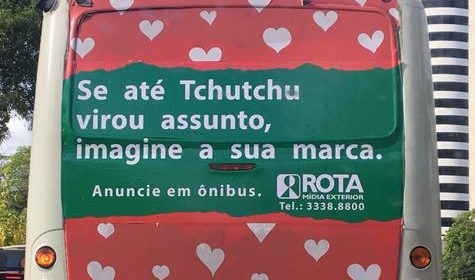 Se até Tchutchu
virou assunto,
imagine a sua marca.
Anuncie em ônibus.
ROTA
MÍDIA EXTERIOR
Tel.: 3338.8800